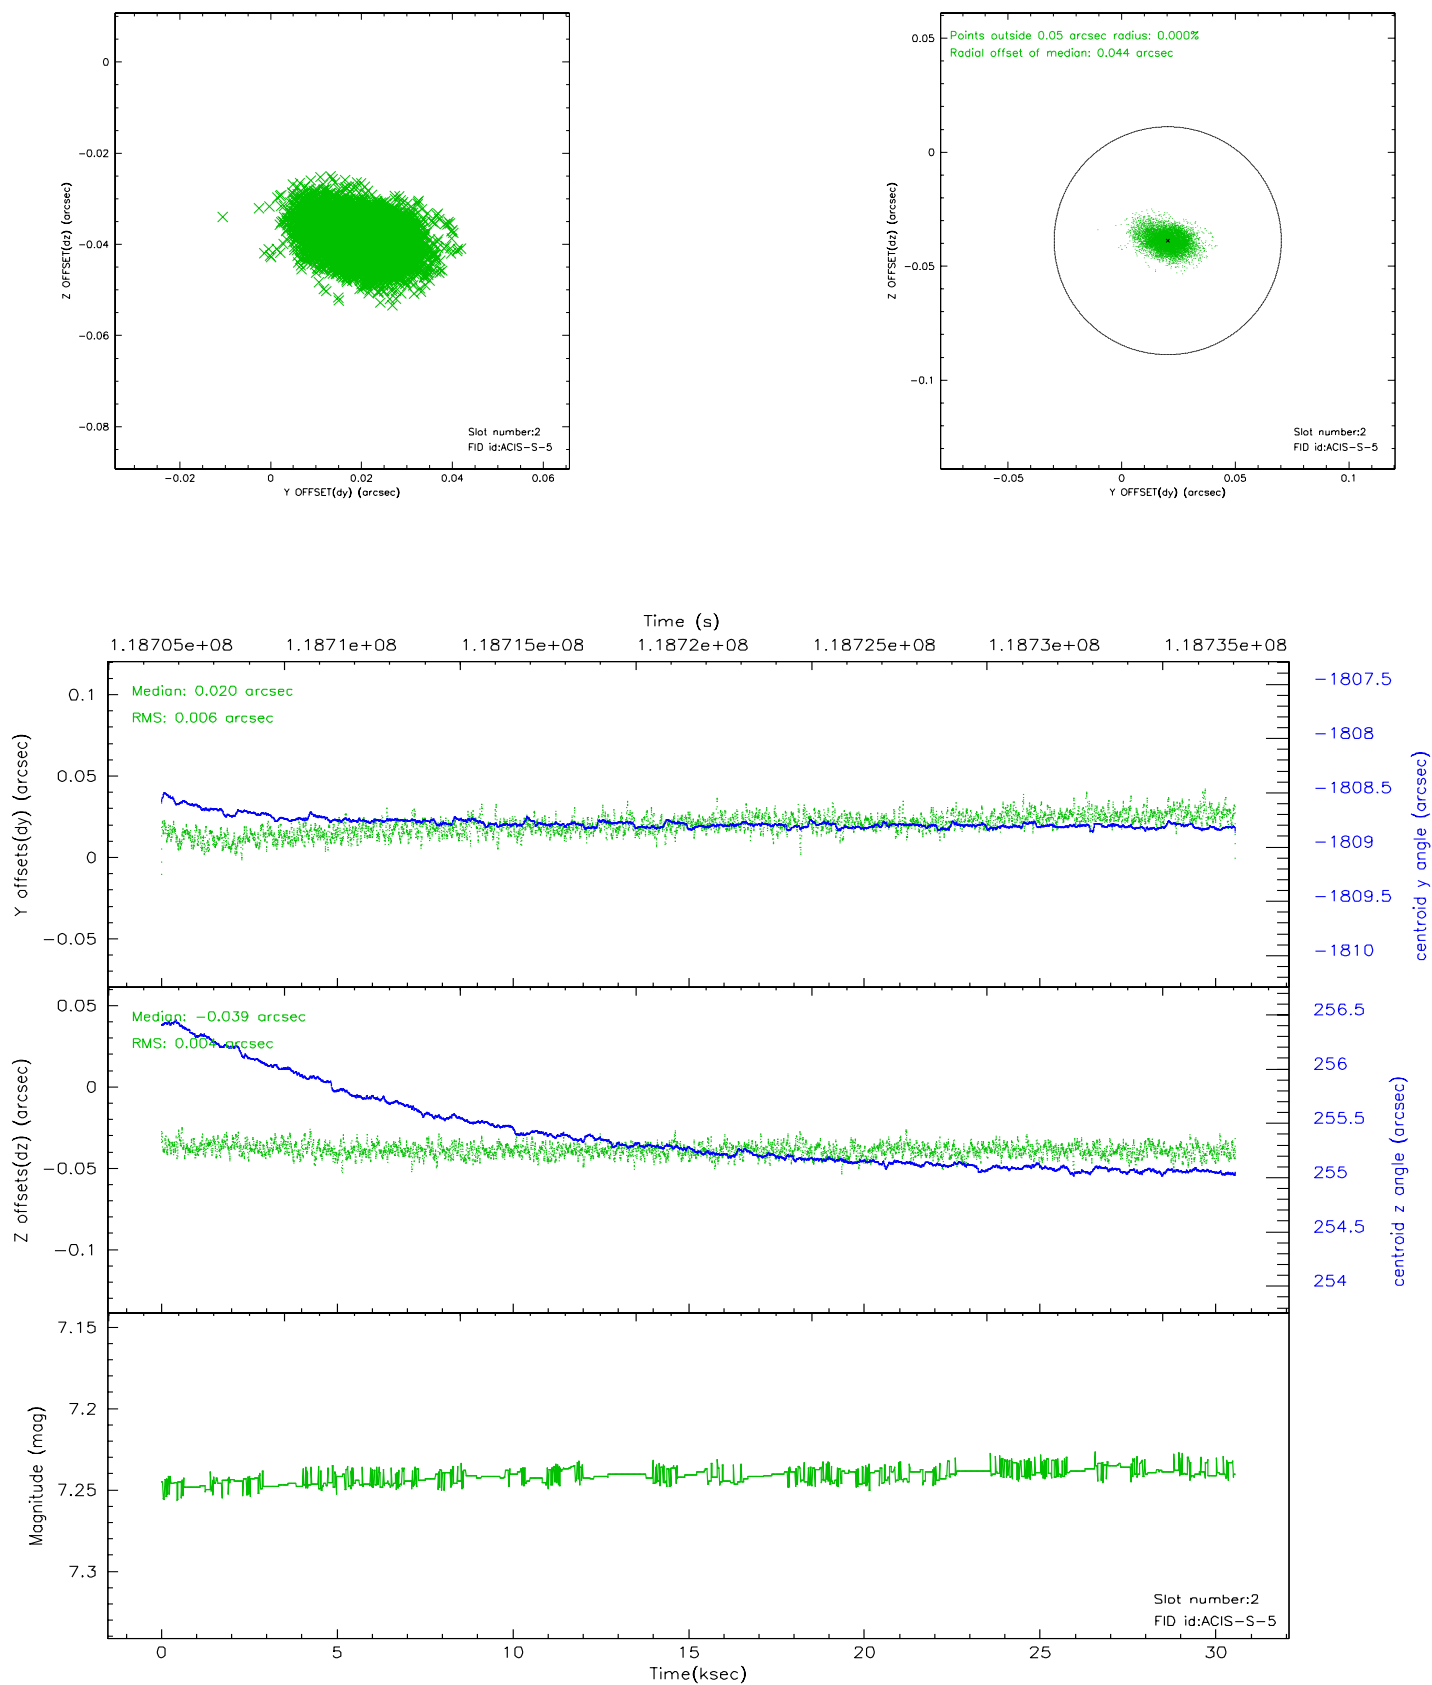 0
-0.02
-0.04
-0.06
-0.08
Z OFFSET(dz) (arcsec)
Slot number:2
FID id:ACIS-S-5
-0.02 0 0.02 0.04 0.06
Y OFFSET(dy) (arcsec)
Points outside 0.05 arcsec radius: 0.000%
Radial offset of median: 0.044 arcsec
0.05
0
-0.05
-0.1
Z OFFSET(dz) (arcsec)
Slot number:2
FID id:ACIS-S-5
-0.05 0 0.05 0.1
Y OFFSET(dy) (arcsec)
Time (s)
1.18705e+08 1.1871e+08 1.18715e+08 1.1872e+08 1.18725e+08 1.1873e+08 1.18735e+08
Median: 0.020 arcsec
RMS: 0.006 arcsec
0.1
0.05
0
-0.05
Y offsets(dy) (arcsec)
-1807.5
-1808
-1808.5
-1809
-1809.5
-1810
centroid y angle (arcsec)
Median: -0.039 arcsec
RMS: 0.004 arcsec
0.05
0
-0.05
-0.1
Z offsets(dz) (arcsec)
256.5
256
255.5
255
254.5
254
centroid z angle (arcsec)
7.15
7.2
7.25
7.3
Magnitude (mag)
Slot number:2
FID id:ACIS-S-5
0 5 10 15 20 25 30
Time(ksec)